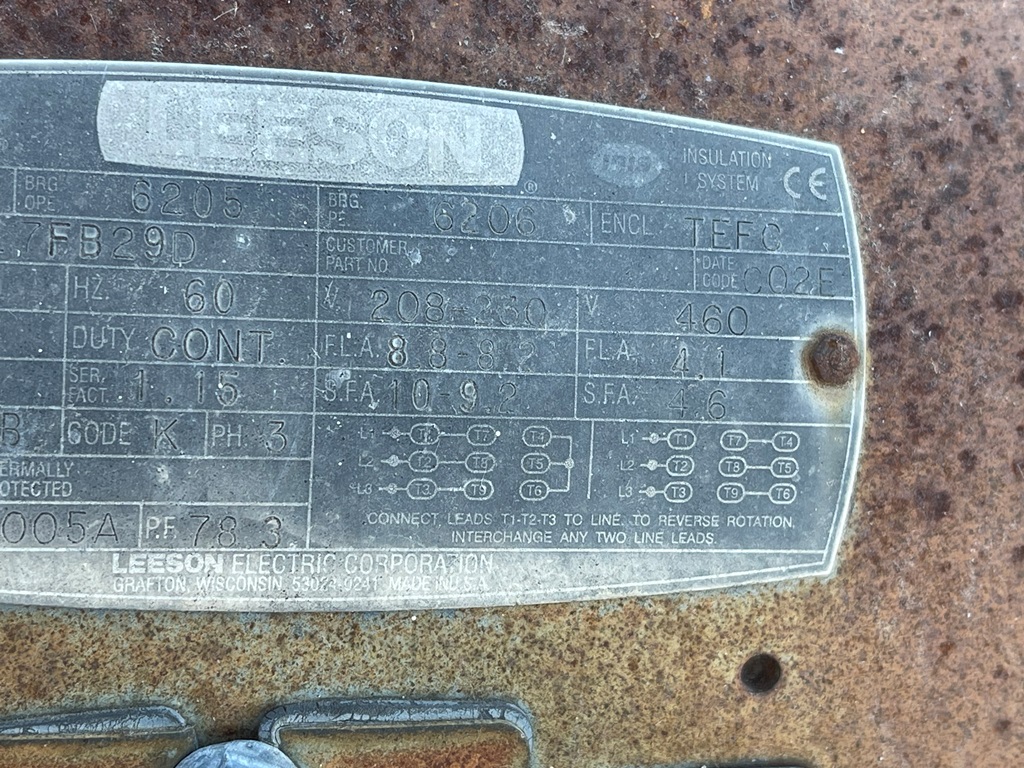 LEESON
®
1313 INSULATION SYSTEM CE
BRG. OPE 6205 BRG. PE 6206 ENCL. TEFC
7FB29D CUSTOMER PART NO. DATE CODE C02E
HZ. 60 V. 208-230 V. 460
DUTY CONT. F.L.A. 8.8-8.2 F.L.A. 4.1
SER. FACT. 1.15 S.F.A. 10-9.2 S.F.A. 4.6
B CODE K PH. 3
L1 T1 T7 T4 L1 T1 T7 T4
L2 T2 T8 T5 L2 T2 T8 T5
L3 T3 T9 T6 L3 T3 T9 T6
ERMALLY
OTECTED
005A P.F. 78.3
CONNECT LEADS T1-T2-T3 TO LINE. TO REVERSE ROTATION,
INTERCHANGE ANY TWO LINE LEADS.
LEESON ELECTRIC CORPORATION
GRAFTON, WISCONSIN, 53024-9241 MADE IN U.S.A.